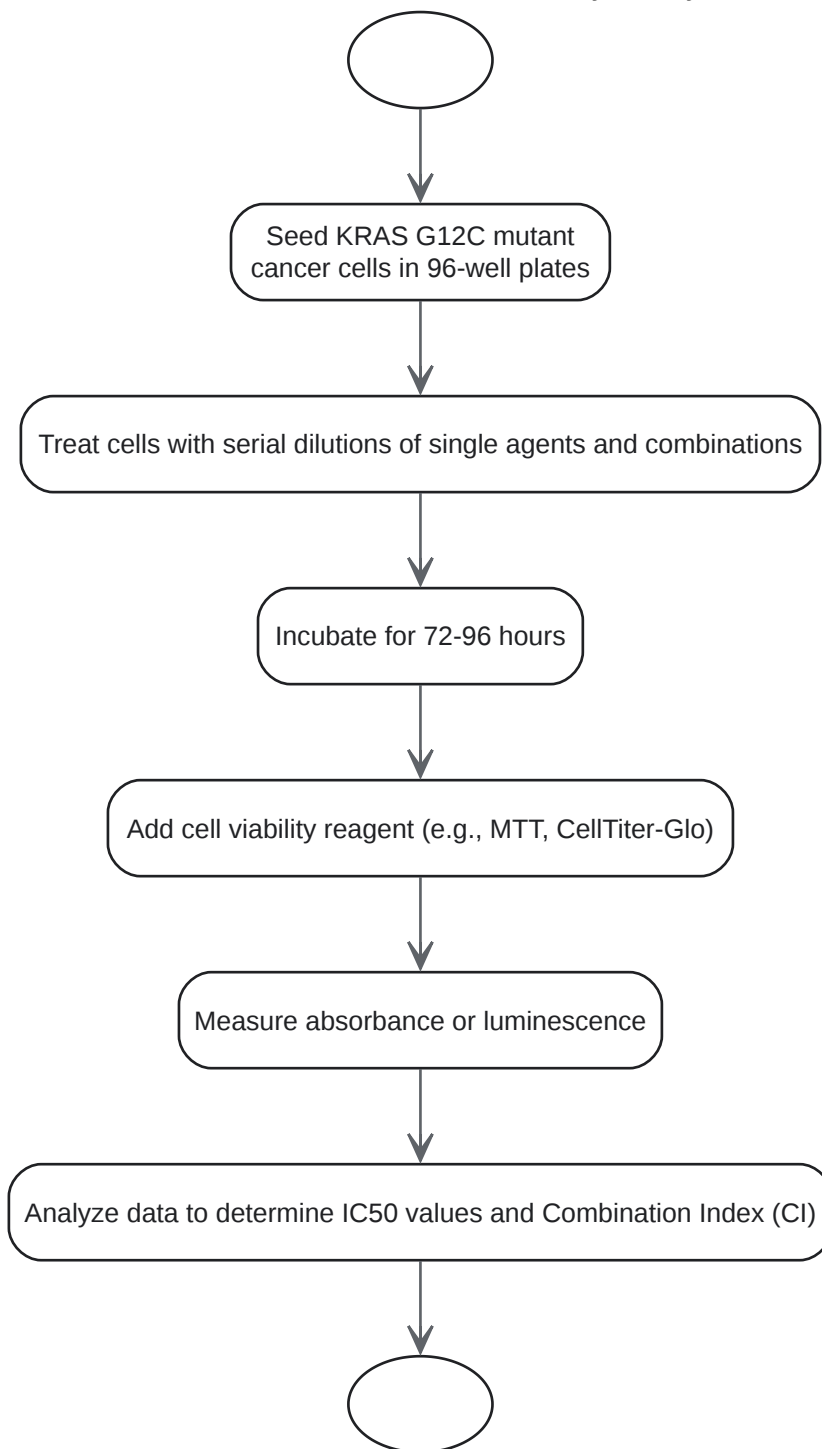 Seed KRAS G12C mutant
cancer cells in 96-well plates
Treat cells with serial dilutions of single agents and combinations
Incubate for 72-96 hours
Add cell viability reagent (e.g., MTT, CellTiter-Glo)
Measure absorbance or luminescence
Analyze data to determine IC50 values and Combination Index (CI)